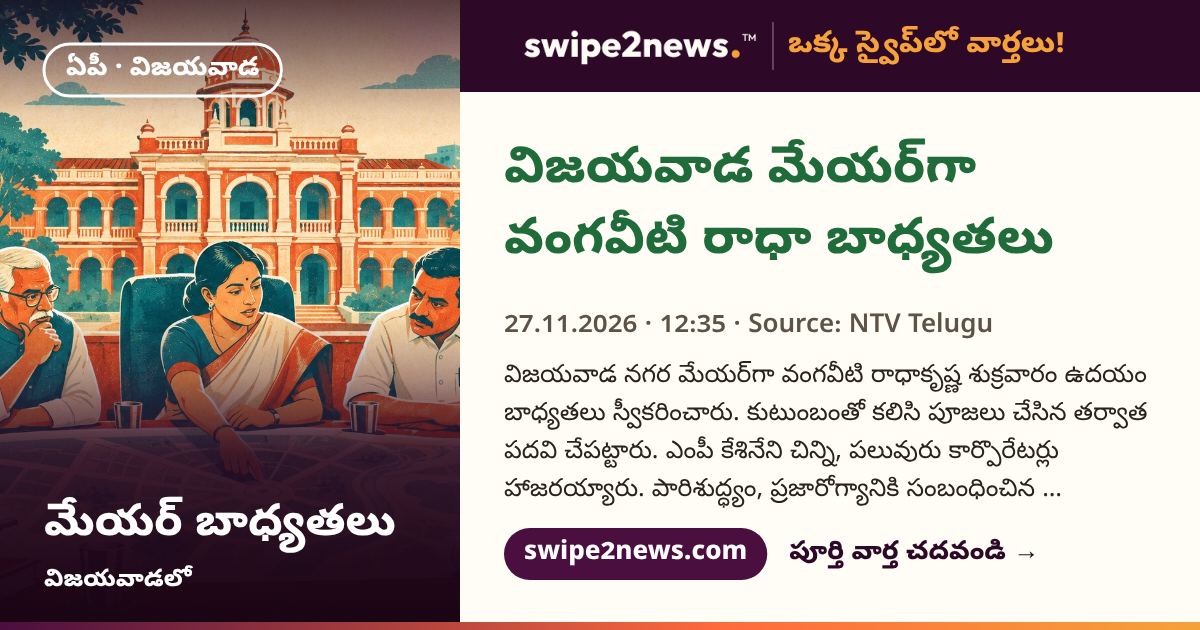 ఏపీ · విజయవాడ
swipe2news.™
ఒక్క స్వైప్‌లో వార్తలు!
విజయవాడ మేయర్‌గా
వంగవీటి రాధా బాధ్యతలు
27.11.2026 · 12:35 · Source: NTV Telugu
విజయవాడ నగర మేయర్‌గా వంగవీటి రాధాకృష్ణ శుక్రవారం ఉదయం
బాధ్యతలు స్వీకరించారు. కుటుంబంతో కలిసి పూజలు చేసిన తర్వాత
పదవి చేపట్టారు. ఎంపీ కేశినేని చిన్ని, పలువురు కార్పొరేటర్లు
హాజరయ్యారు. పారిశుద్ధ్యం, ప్రజారోగ్యానికి సంబంధించిన ...
మేయర్ బాధ్యతలు
విజయవాడలో
swipe2news.com
పూర్తి వార్త చదవండి →